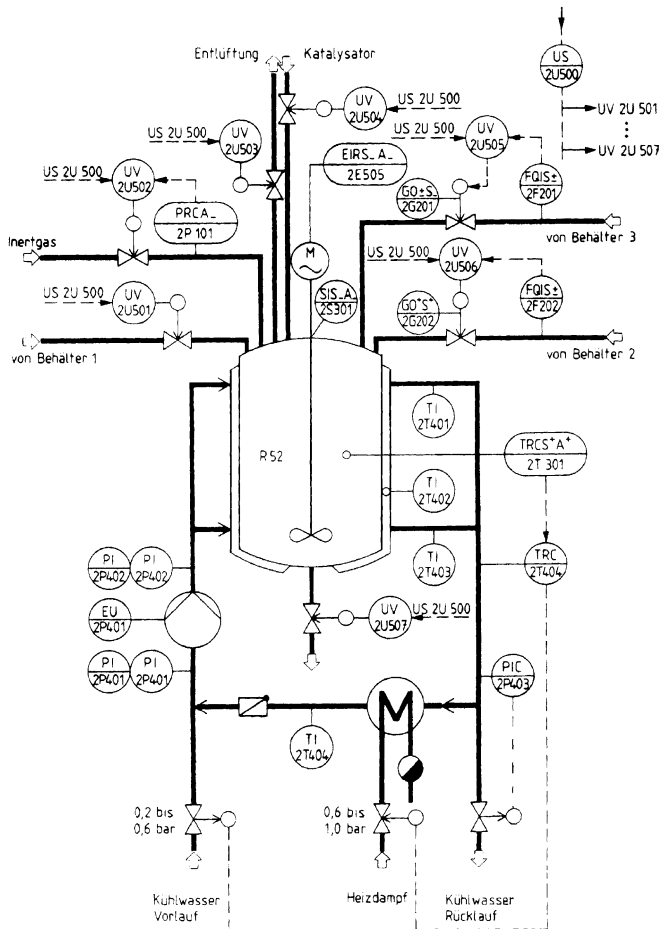 Entlüftung
Katalysator
US
2U500
UV 2U 501
UV 2U 507
US 2U 500
UV
2U504
US 2U 500
UV
2U503
US 2U 500
UV
2U505
EIRS_A_
2E505
FQIS±
2F201
US 2U 500
UV
2U502
PRCA_
2P 101
GO±S_
2G201
von Behälter 3
M
Inertgas
US 2U 500
UV
2U506
US 2U 500
UV
2U501
SIS_A_
2S301
GO⁺S⁺
2G202
FQIS±
2F202
von Behälter 1
von Behälter 2
TI
2T401
R52
TRCS⁺A⁺
2T 301
TI
2T402
PI
2P402
PI
2P402
TI
2T403
TRC
2T404
EU
2P401
UV
2U507
US 2U 500
PI
2P401
PI
2P401
PIC
2P403
TI
2T404
0,2 bis
0,6 bar
0,6 bis
1,0 bar
Kühlwasser
Vorlauf
Heizdampf
Kühlwasser
Rücklauf